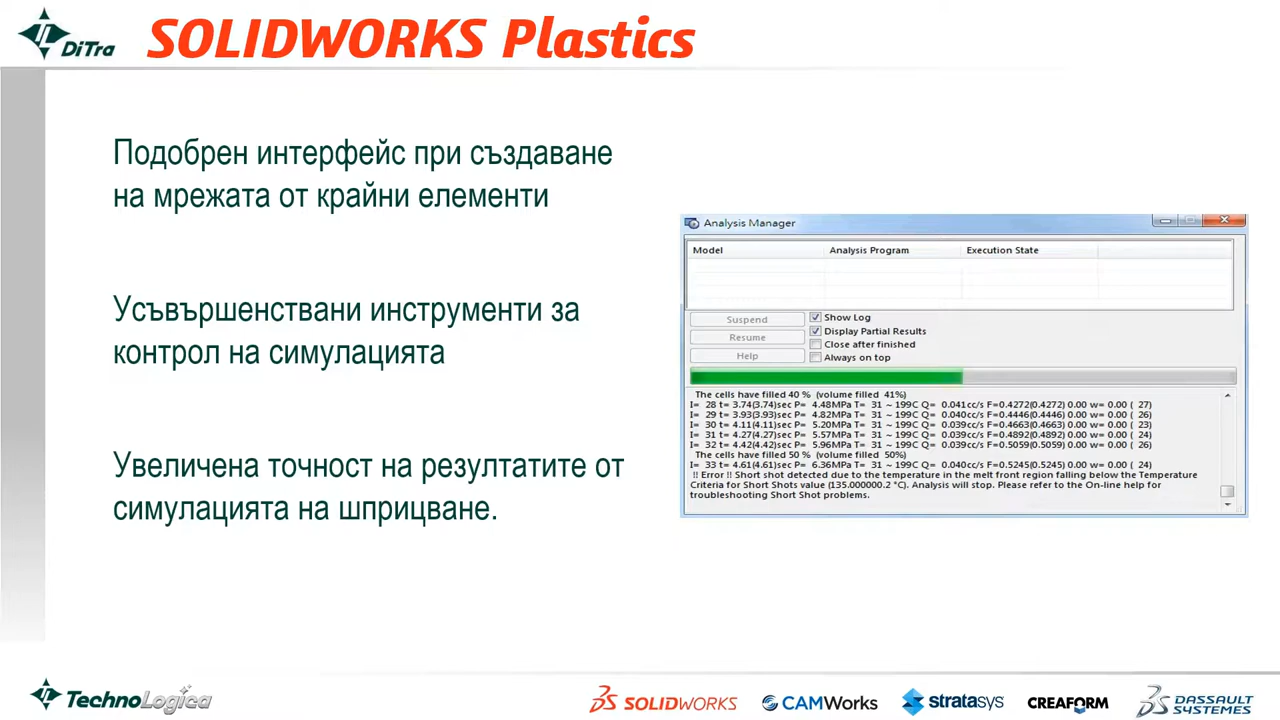 DiTra
SOLIDWORKS Plastics
Подобрен интерфейс при създаване
на мрежата от крайни елементи
Усъвършенствани инструменти за
контрол на симулацията
Увеличена точност на резултатите от
симулацията на шприцване.
Analysis Manager
Model Analysis Program Execution State
Suspend
Resume
Help
Show Log
Display Partial Results
Close after finished
Always on top
The cells have filled 40 % (volume filled 41%)
I= 28 t= 3.74(3.74)sec P= 4.48MPa T= 31 ~ 199C Q= 0.041cc/s F=0.4272(0.4272) 0.00 w= 0.00 ( 27)
I= 29 t= 3.93(3.93)sec P= 4.82MPa T= 31 ~ 199C Q= 0.040cc/s F=0.4446(0.4446) 0.00 w= 0.00 ( 26)
I= 30 t= 4.11(4.11)sec P= 5.20MPa T= 31 ~ 199C Q= 0.039cc/s F=0.4663(0.4663) 0.00 w= 0.00 ( 23)
I= 31 t= 4.27(4.27)sec P= 5.57MPa T= 31 ~ 199C Q= 0.039cc/s F=0.4892(0.4892) 0.00 w= 0.00 ( 24)
I= 32 t= 4.42(4.42)sec P= 5.96MPa T= 31 ~ 199C Q= 0.039cc/s F=0.5059(0.5059) 0.00 w= 0.00 ( 26)
The cells have filled 50 % (volume filled 50%)
I= 33 t= 4.61(4.61)sec P= 6.36MPa T= 31 ~ 199C Q= 0.040cc/s F=0.5245(0.5245) 0.00 w= 0.00 ( 24)
!! Error !! Short shot detected due to the temperature in the melt front region falling below the Temperature
Criteria for Short Shots value (135.000000.2 °C). Analysis will stop. Please refer to the On-line help for
troubleshooting Short Shot problems.
TechnoLogica
SOLIDWORKS
CAMWorks
stratasys
CREAFORM
DASSAULT
SYSTEMES